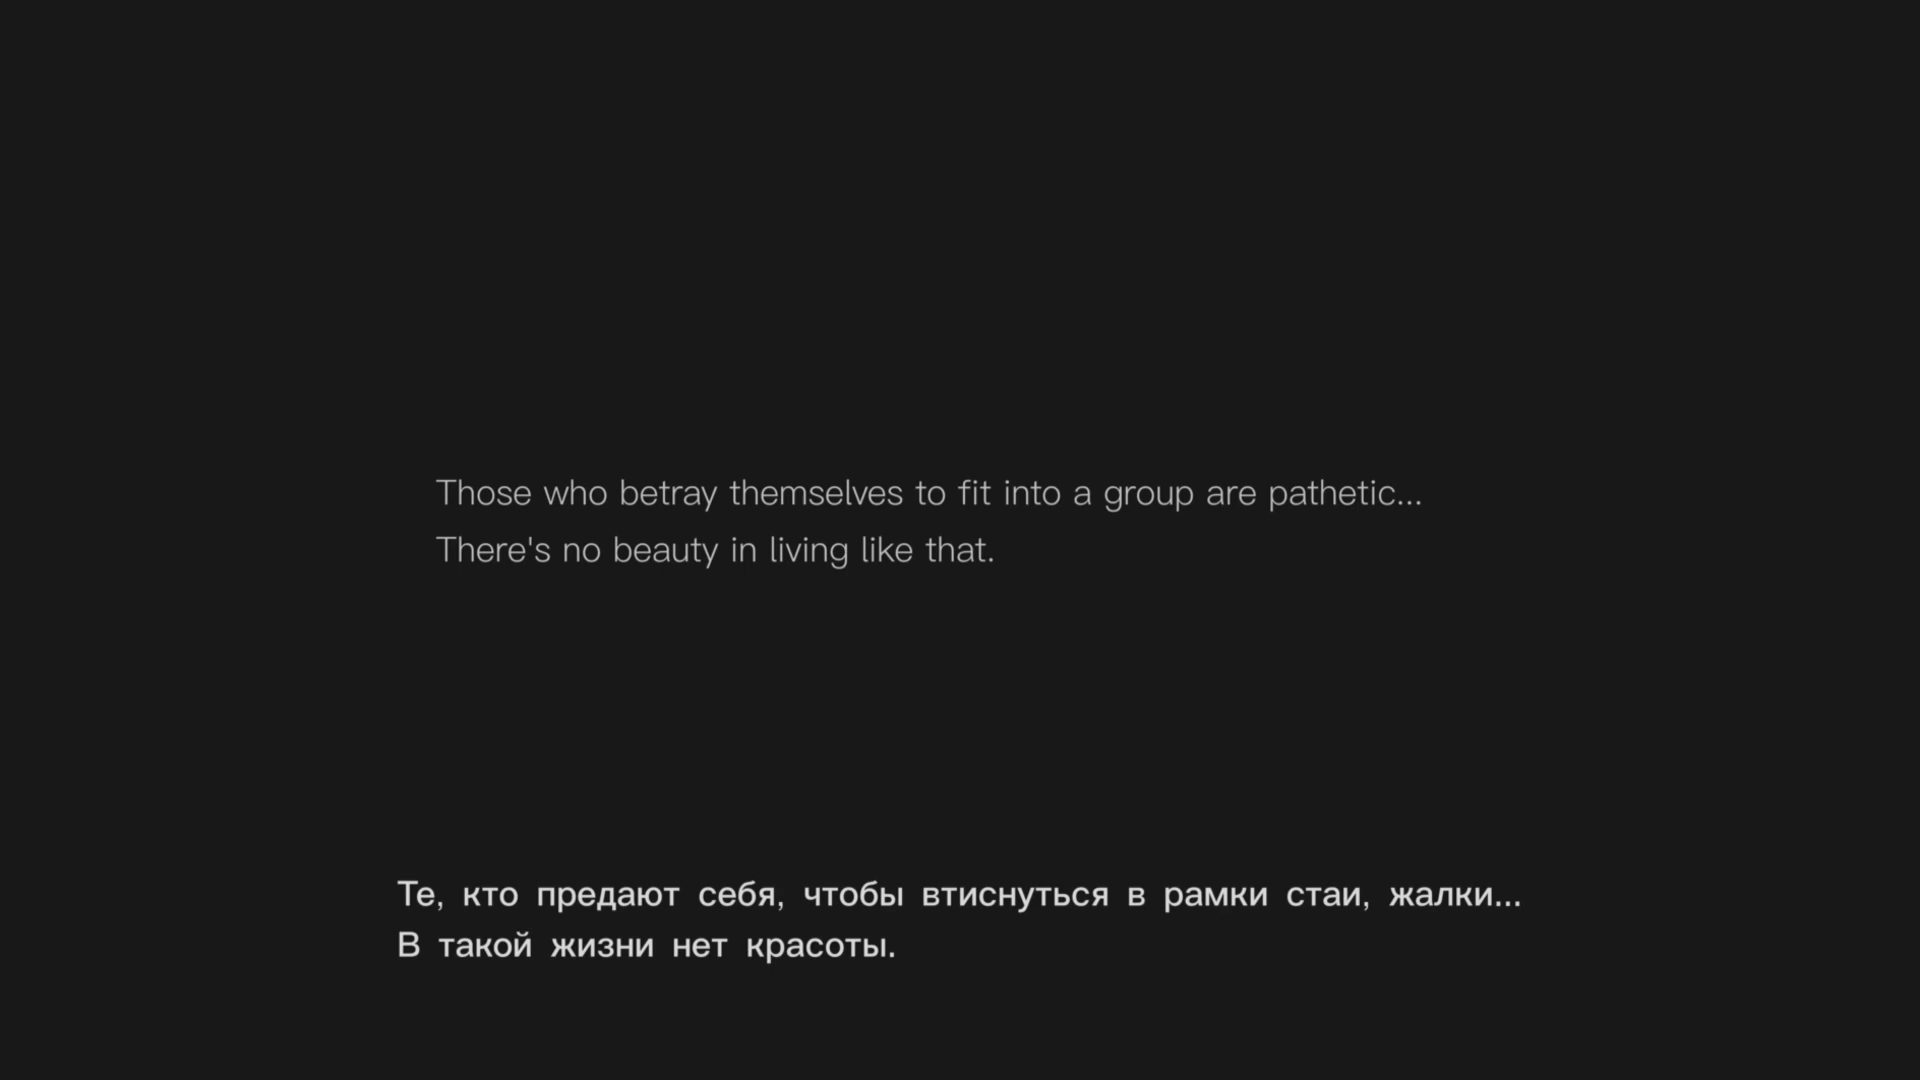 Those who betray themselves to fit into a group are pathetic...
There's no beauty in living like that.
Те, кто предают себя, чтобы втиснуться в рамки стаи, жалки...
В такой жизни нет красоты.